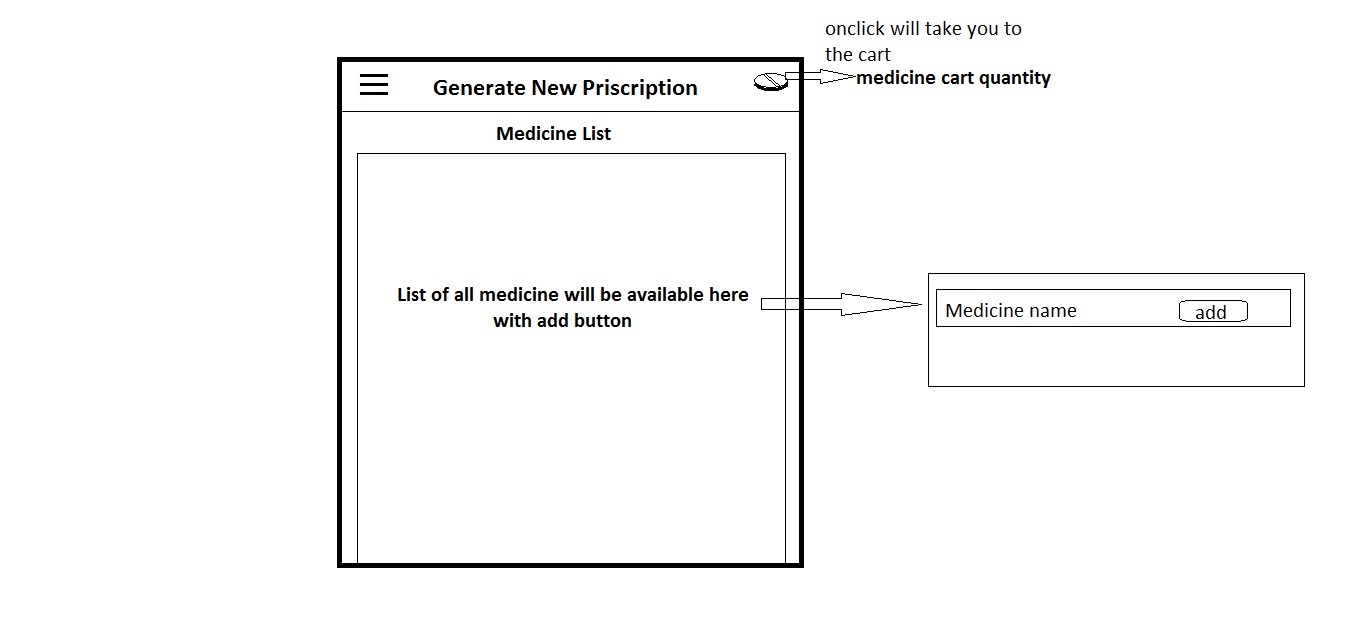 onclick will take you to
the cart
medicine cart quantity
Generate New Priscription
Medicine List
List of all medicine will be available here
with add button
Medicine name
add